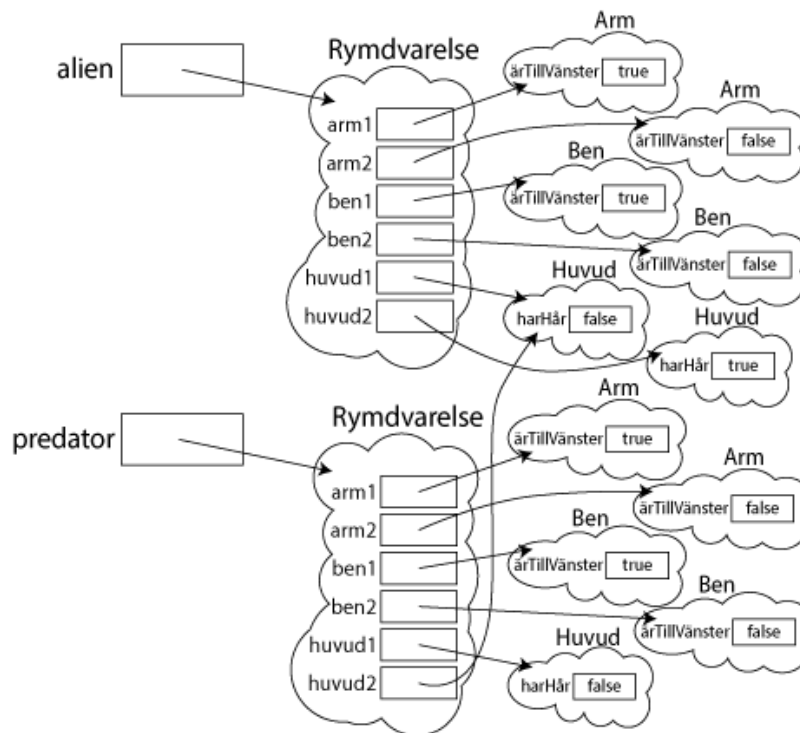 alien
Rymdvarelse
arm1
arm2
ben1
ben2
huvud1
huvud2
Arm
ärTillVänster true
Arm
ärTillVänster false
Ben
ärTillVänster true
Ben
ärTillVänster false
Huvud
harHår false
Huvud
harHår true
predator
Rymdvarelse
arm1
arm2
ben1
ben2
huvud1
huvud2
Arm
ärTillVänster true
Arm
ärTillVänster false
Ben
ärTillVänster true
Ben
ärTillVänster false
Huvud
harHår false